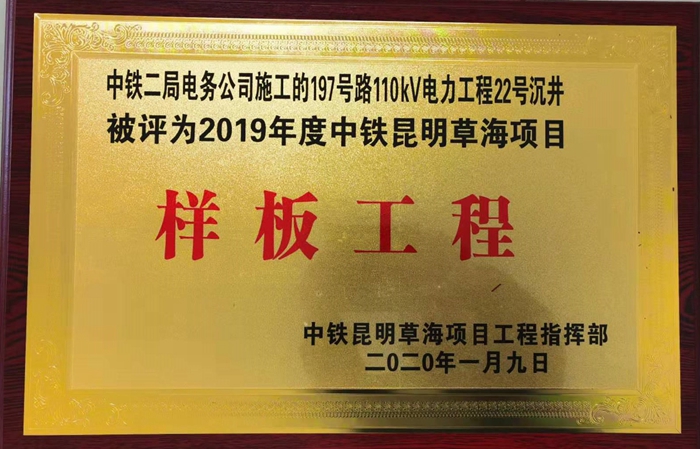 中铁二局电务公司施工的197号路110kV电力工程22号沉井
被评为2019年度中铁昆明草海项目
样板工程
中铁昆明草海项目工程指挥部
二〇二〇年一月九日